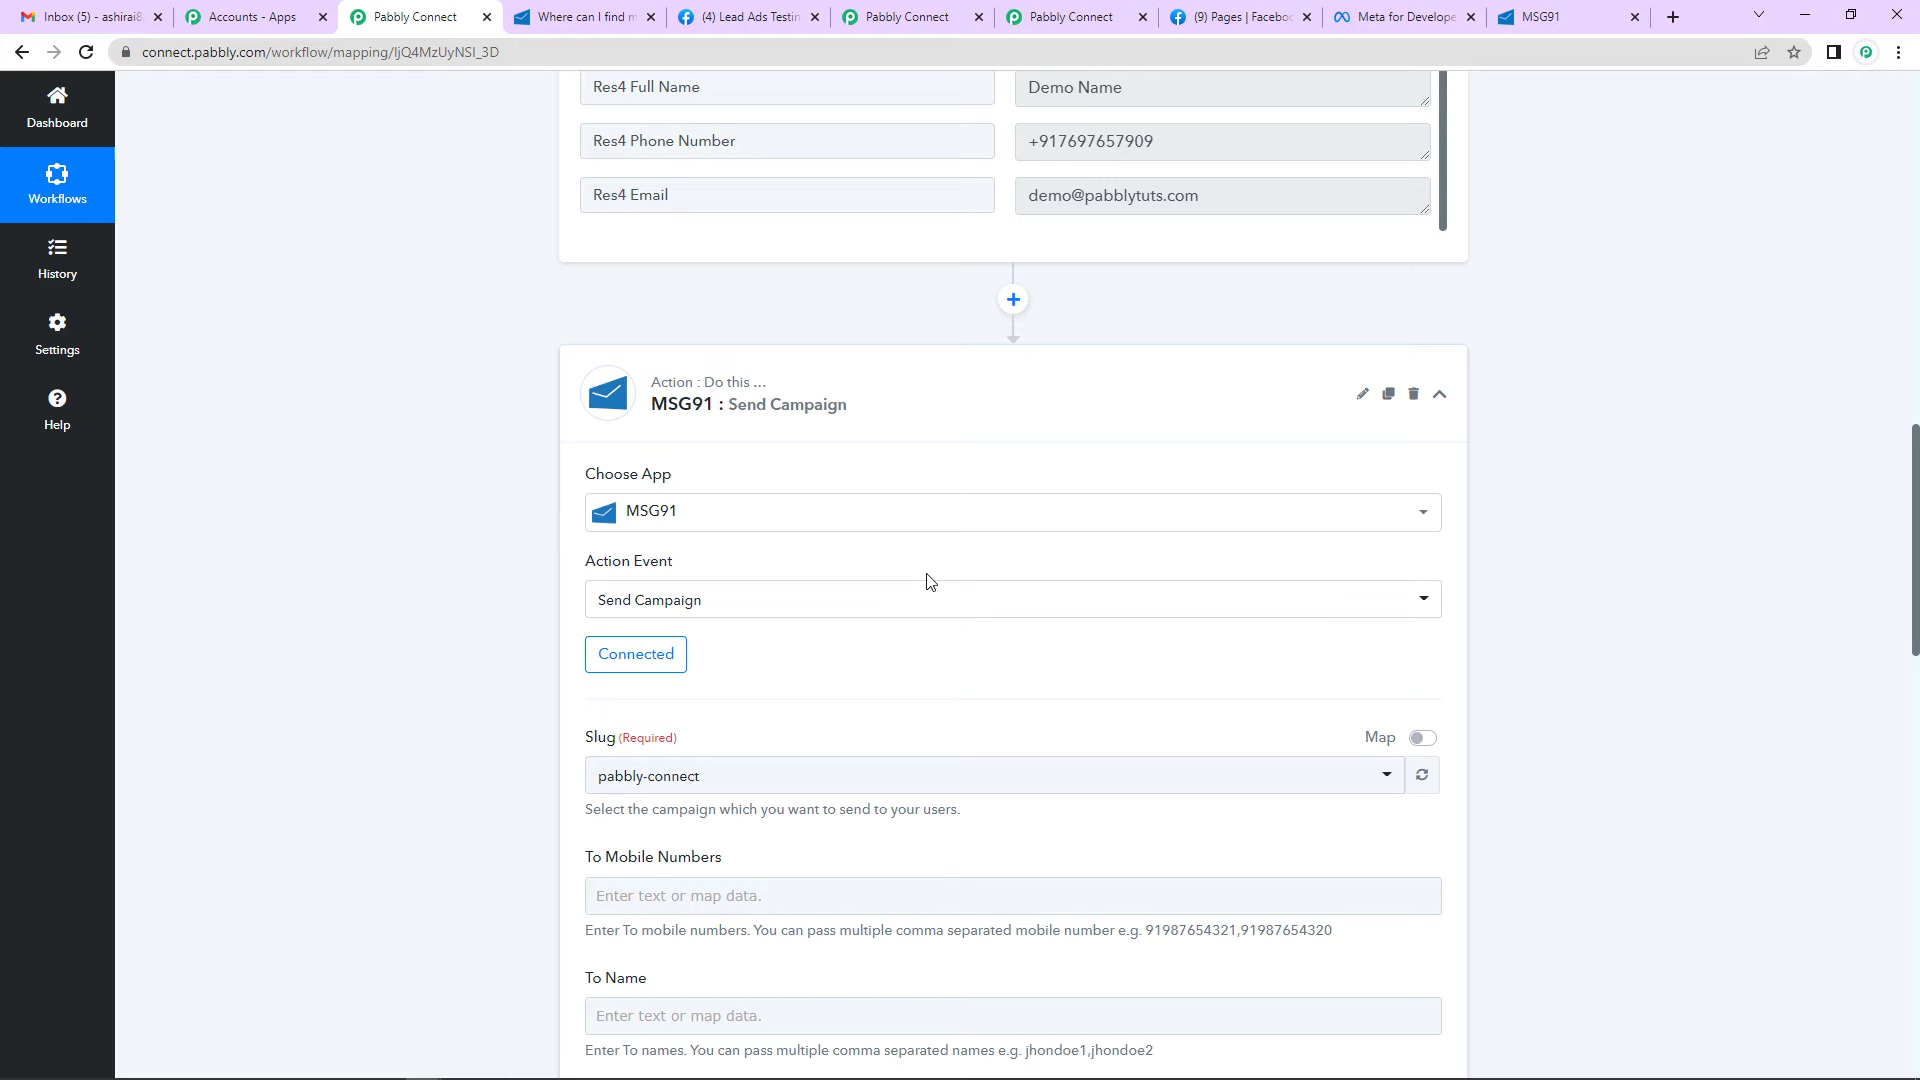 Inbox (5) - ashirai8
Accounts - Apps
Pabbly Connect
Where can I find m
(4) Lead Ads Testin
Pabbly Connect
Pabbly Connect
(9) Pages | Facebo
Meta for Develope
MSG91
connect.pabbly.com/workflow/mapping/IjQ4MzUyNSI_3D
Dashboard
Workflows
History
Settings
Help
Res4 Full Name
Demo Name
Res4 Phone Number
+917697657909
Res4 Email
demo@pabblytuts.com
Action : Do this ...
MSG91 : Send Campaign
Choose App
MSG91
Action Event
Send Campaign
Connected
Slug (Required)
Map
pabbly-connect
Select the campaign which you want to send to your users.
To Mobile Numbers
Enter text or map data.
Enter To mobile numbers. You can pass multiple comma separated mobile number e.g. 91987654321,91987654320
To Name
Enter text or map data.
Enter To names. You can pass multiple comma separated names e.g. jhondoe1,jhondoe2